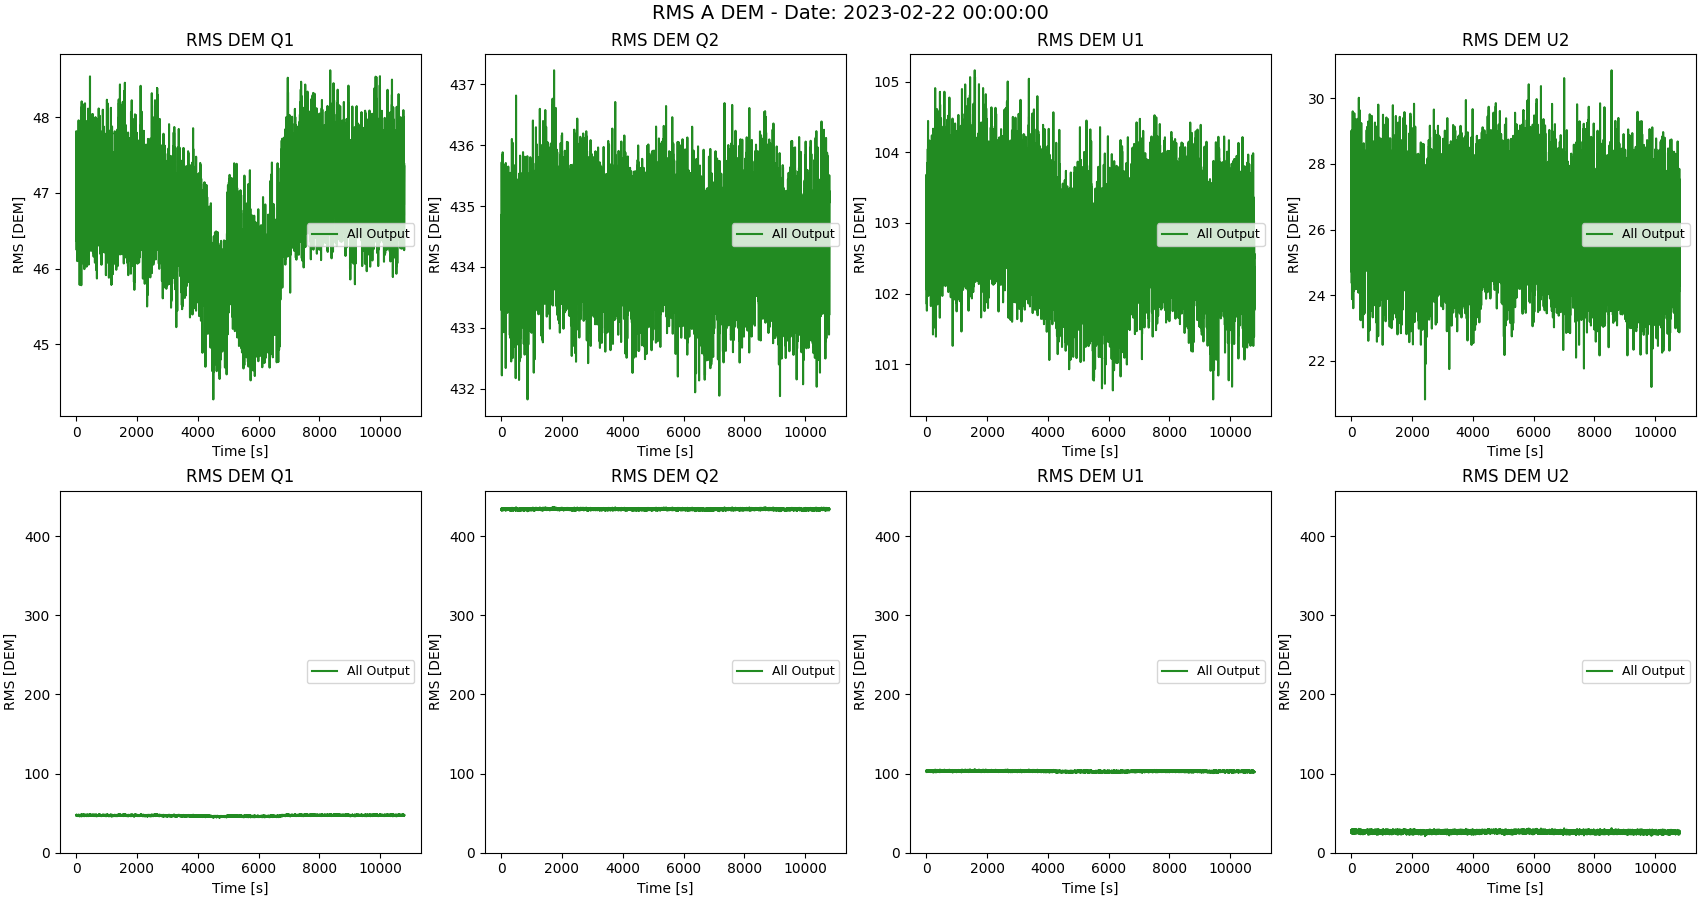 RMS A DEM - Date: 2023-02-22 00:00:00
RMS DEM Q1
RMS [DEM]
48
47
46
45
All Output
0 2000 4000 6000 8000 10000
Time [s]
RMS DEM Q2
RMS [DEM]
437
436
435
434
433
432
All Output
0 2000 4000 6000 8000 10000
Time [s]
RMS DEM U1
RMS [DEM]
105
104
103
102
101
All Output
0 2000 4000 6000 8000 10000
Time [s]
RMS DEM U2
RMS [DEM]
30
28
26
24
22
All Output
0 2000 4000 6000 8000 10000
Time [s]
RMS DEM Q1
RMS [DEM]
400
300
200
100
0
All Output
0 2000 4000 6000 8000 10000
Time [s]
RMS DEM Q2
RMS [DEM]
400
300
200
100
0
All Output
0 2000 4000 6000 8000 10000
Time [s]
RMS DEM U1
RMS [DEM]
400
300
200
100
0
All Output
0 2000 4000 6000 8000 10000
Time [s]
RMS DEM U2
RMS [DEM]
400
300
200
100
0
All Output
0 2000 4000 6000 8000 10000
Time [s]